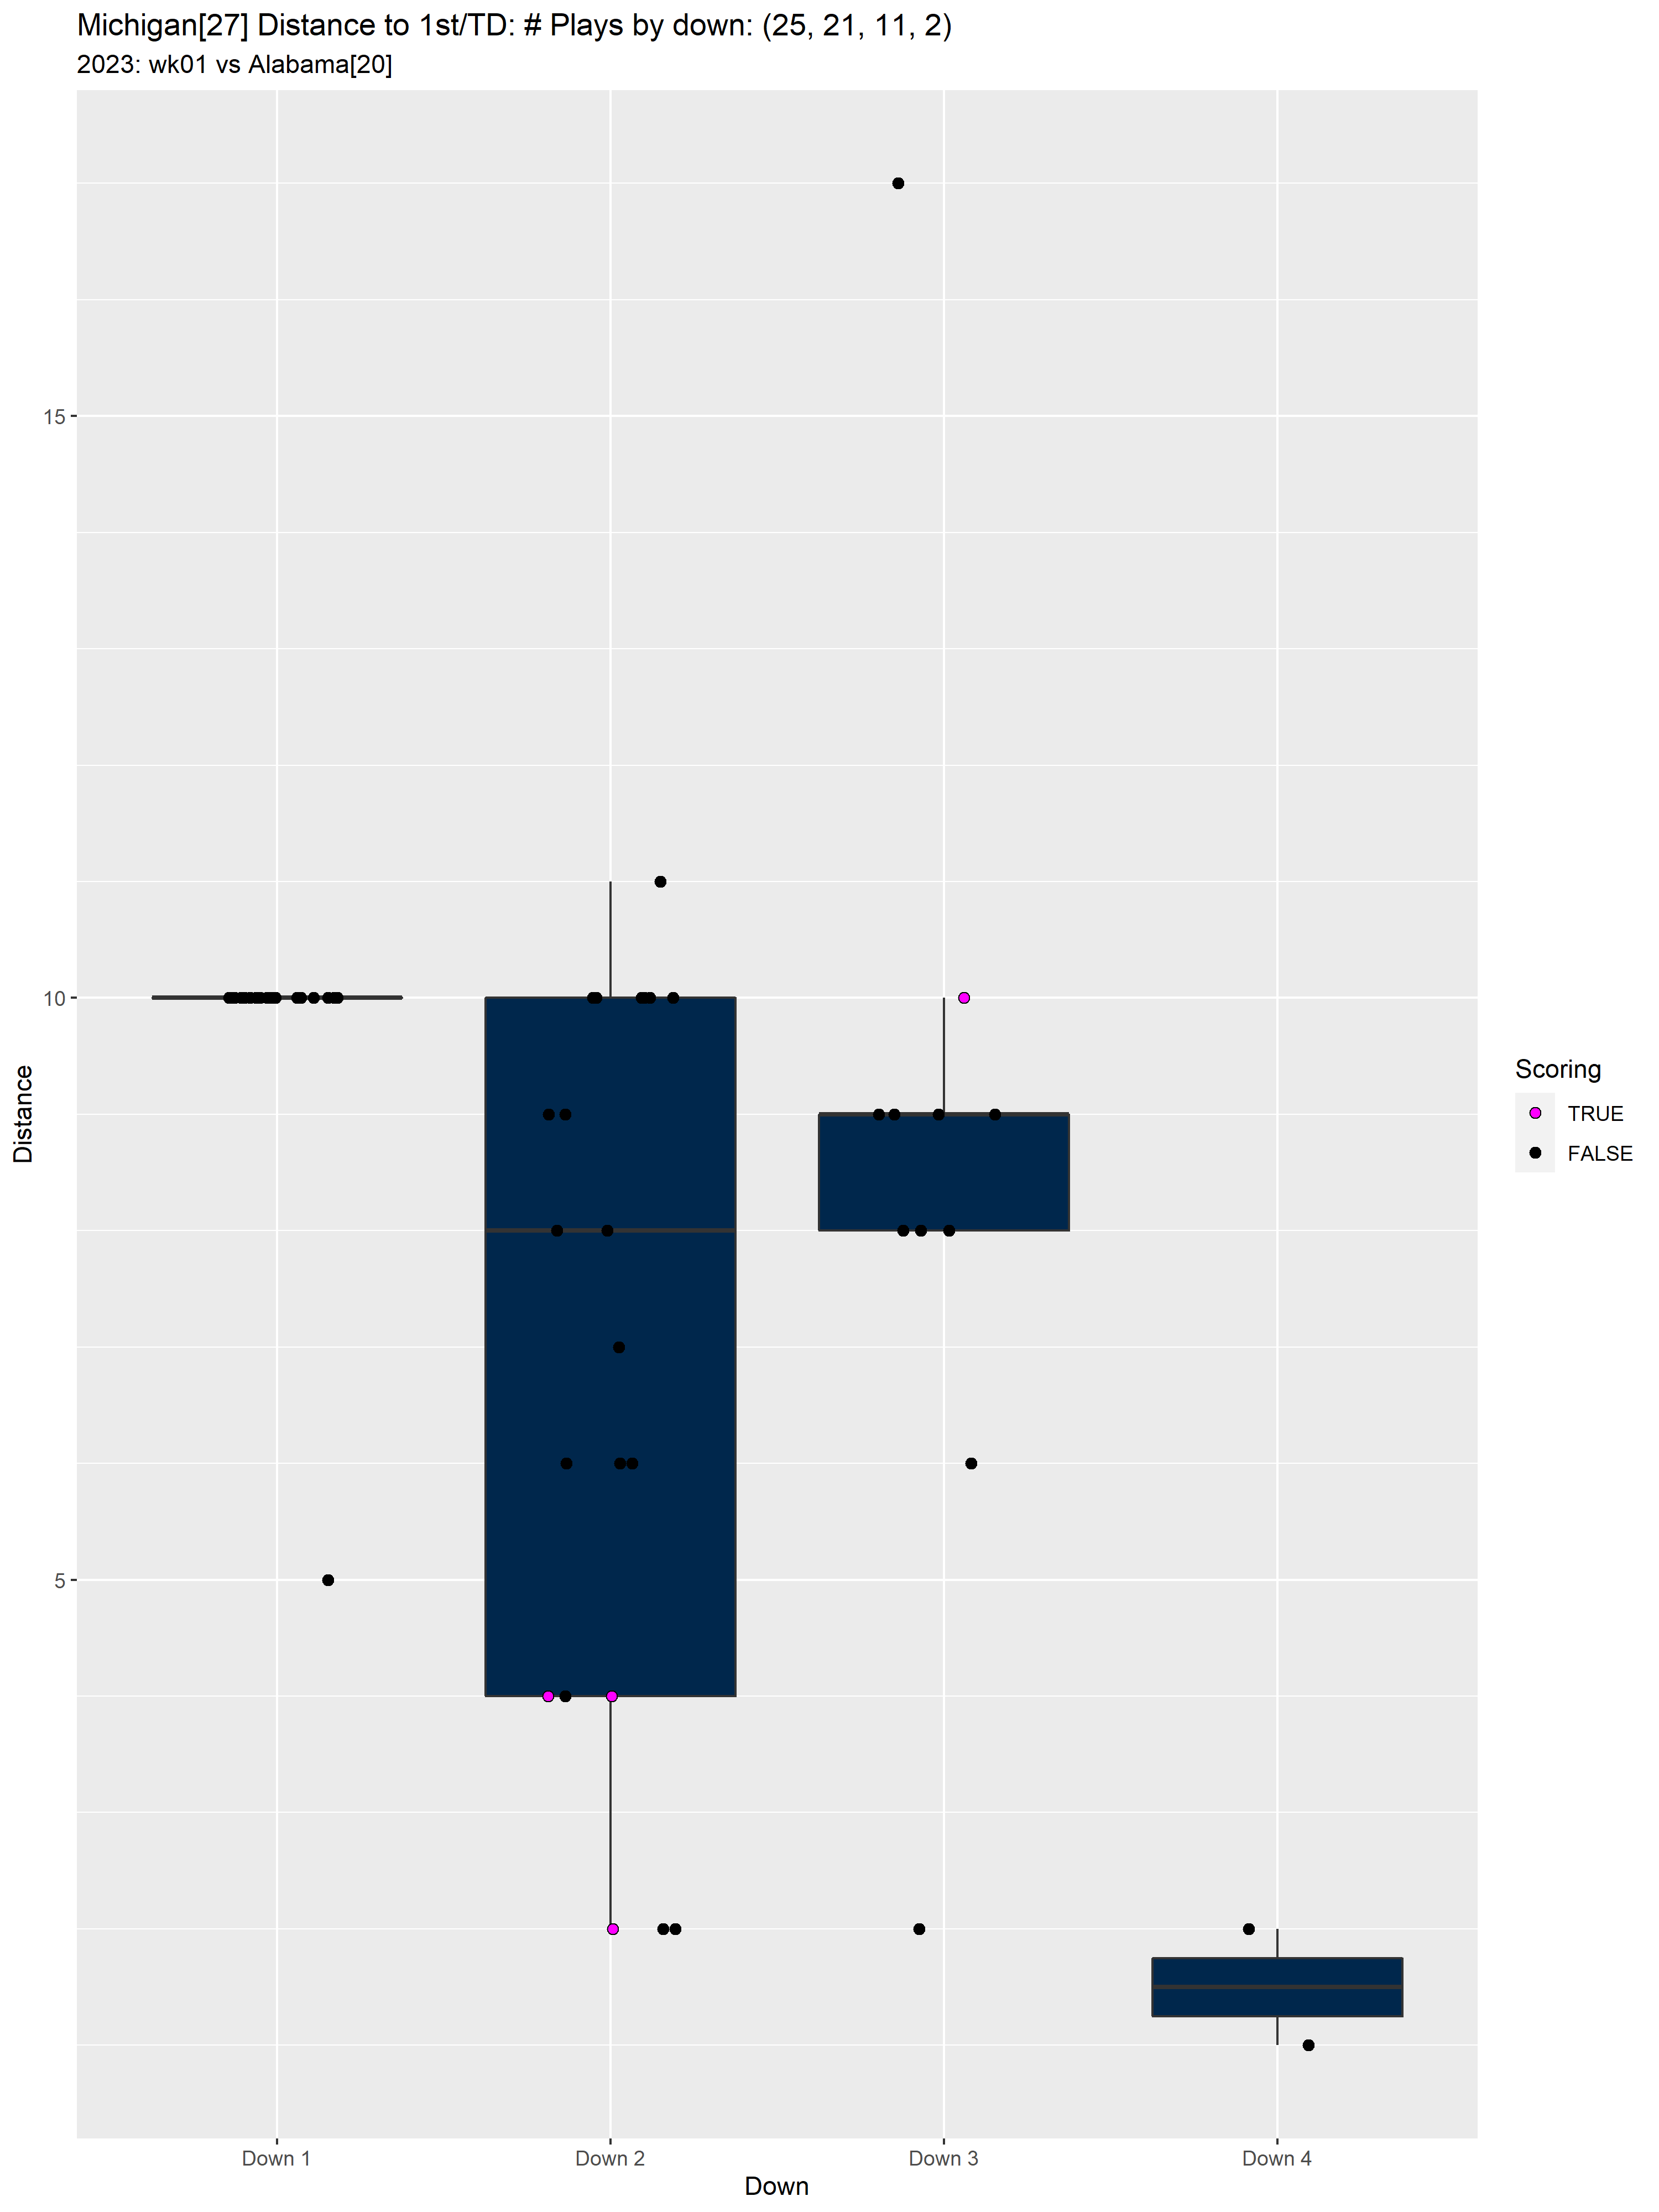 Michigan[27] Distance to 1st/TD: # Plays by down: (25, 21, 11, 2)
2023: wk01 vs Alabama[20]
15
10
5
Distance
Scoring
TRUE
FALSE
Down 1 Down 2 Down 3 Down 4
Down